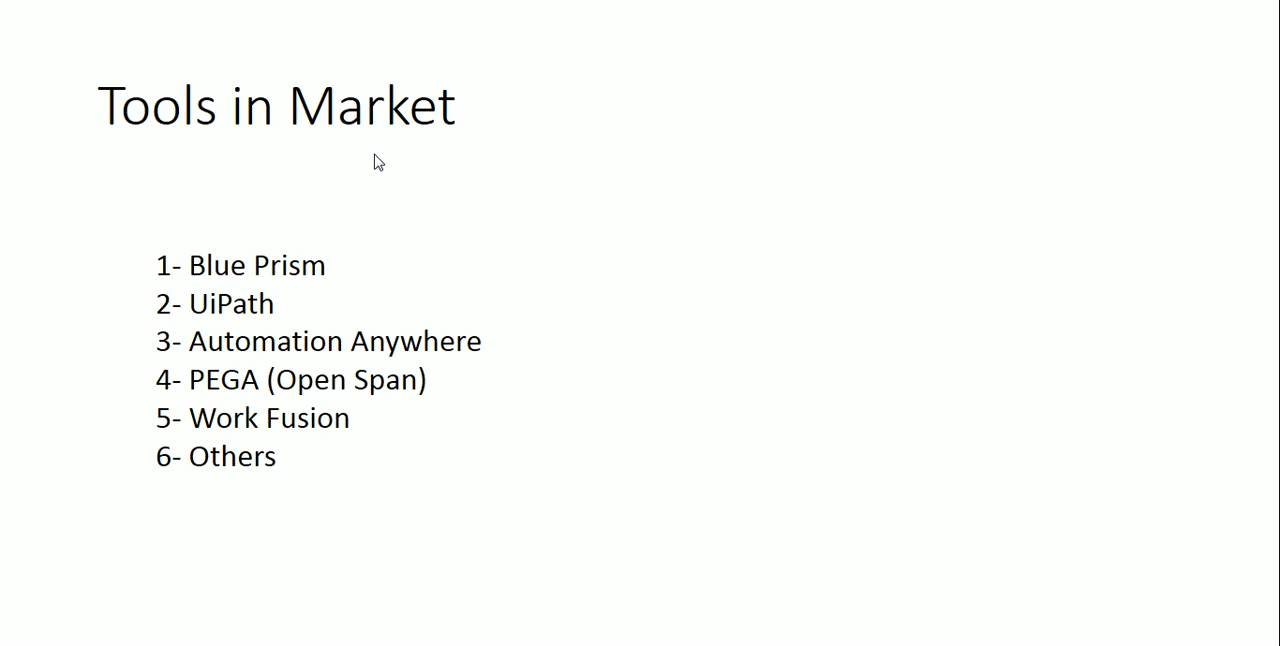 Tools in Market
1- Blue Prism
2- UiPath
3- Automation Anywhere
4- PEGA (Open Span)
5- Work Fusion
6- Others